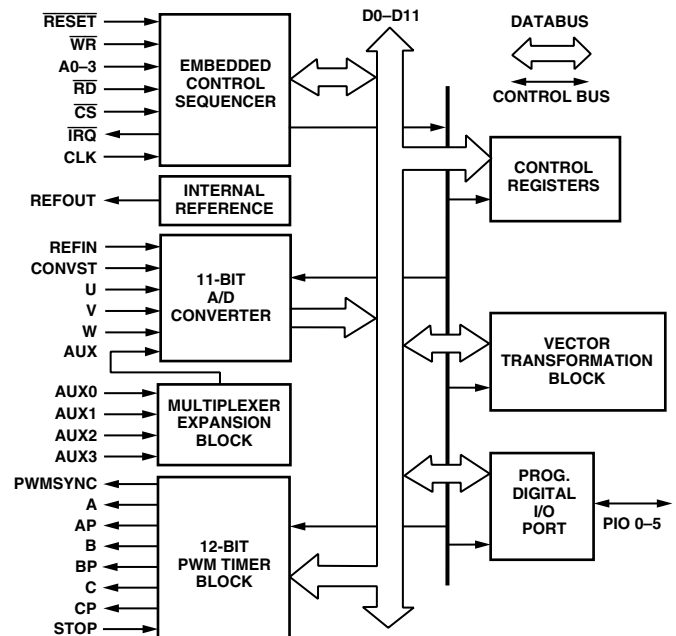 RESET
WR
A0–3
RD
CS
IRQ
CLK
EMBEDDED
CONTROL
SEQUENCER
D0–D11
DATABUS
CONTROL BUS
CONTROL
REGISTERS
REFOUT
INTERNAL
REFERENCE
REFIN
CONVST
U
V
W
AUX
11-BIT
A/D
CONVERTER
VECTOR
TRANSFORMATION
BLOCK
AUX0
AUX1
AUX2
AUX3
MULTIPLEXER
EXPANSION
BLOCK
PWMSYNC
A
AP
B
BP
C
CP
STOP
12-BIT
PWM TIMER
BLOCK
PROG.
DIGITAL
I/O
PORT
PIO 0–5